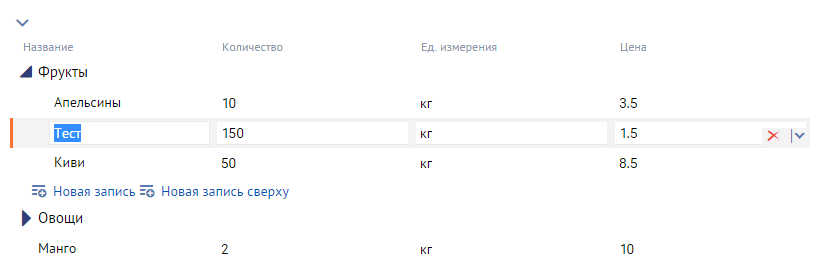 Название Количество Ед. измерения Цена
Фрукты
Апельсины 10 кг 3.5
Тест 150 кг 1.5
Киви 50 кг 8.5
Новая запись Новая запись сверху
Овощи
Манго 2 кг 10